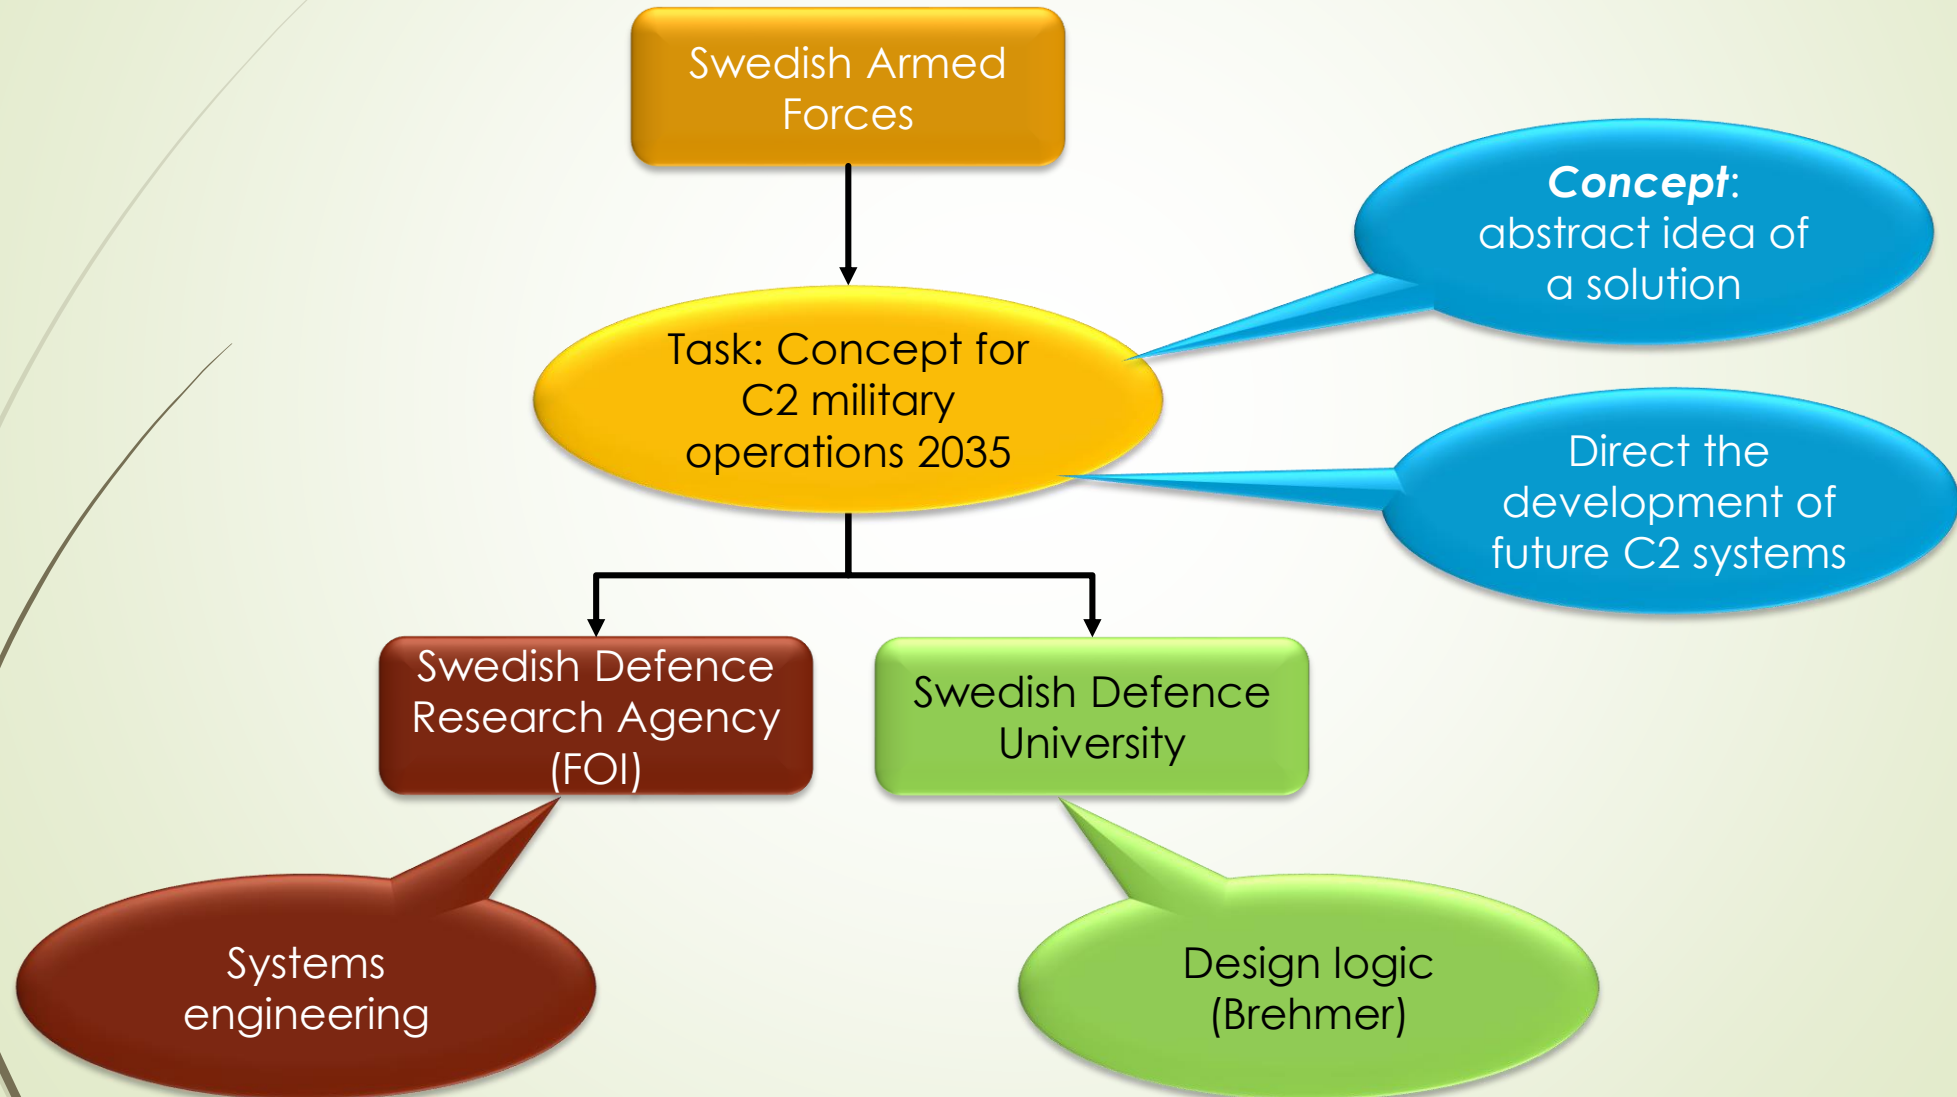 Swedish Armed
Forces
Concept:
abstract idea of
a solution
Task: Concept for
C2 military
operations 2035
Direct the
development of
future C2 systems
Swedish Defence
Research Agency
(FOI)
Swedish Defence
University
Systems
engineering
Design logic
(Brehmer)